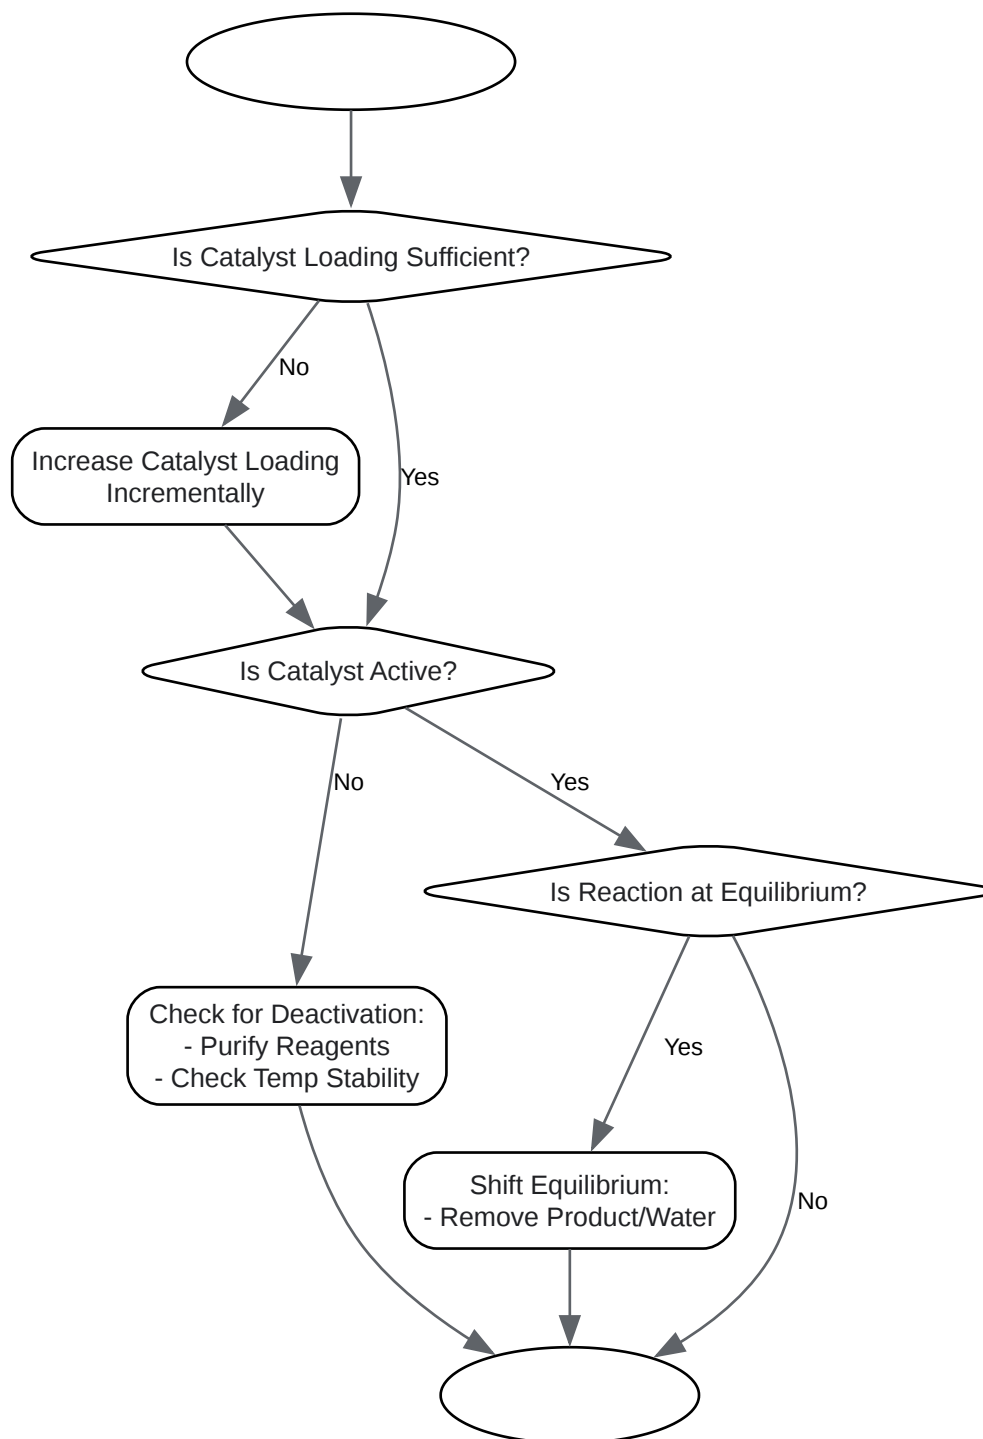 Is Catalyst Loading Sufficient?
No
Increase Catalyst Loading
Incrementally
Yes
Is Catalyst Active?
No
Yes
Is Reaction at Equilibrium?
Check for Deactivation:
- Purify Reagents
- Check Temp Stability
Yes
Shift Equilibrium:
- Remove Product/Water
No